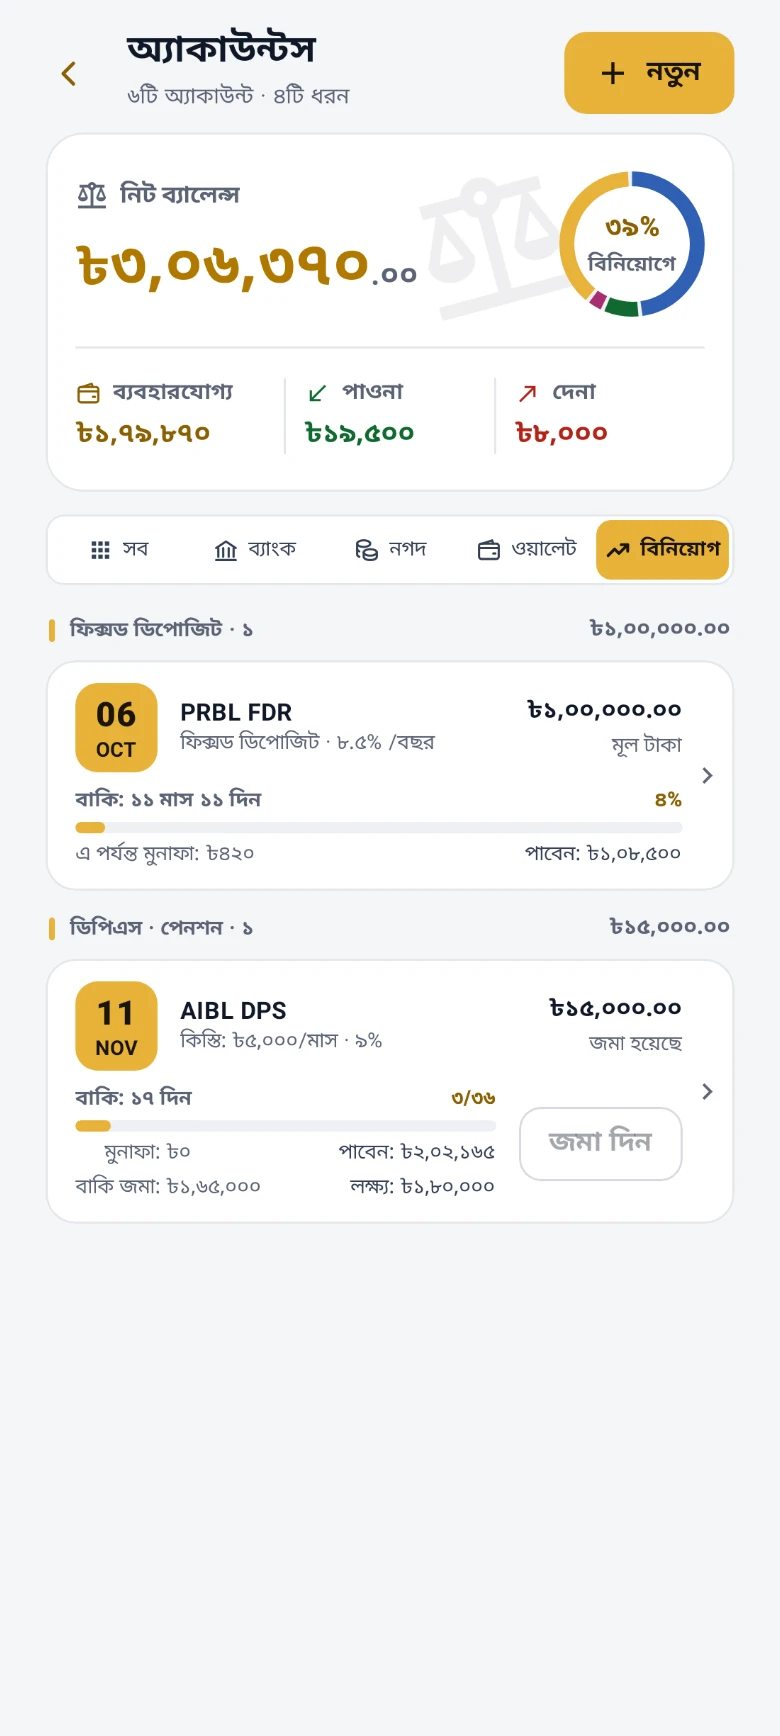 অ্যাকাউন্টস
৬টি অ্যাকাউন্ট · ৪টি ধরন
+ নতুন
নিট ব্যালেন্স
৳৩,০৬,৩৭০.০০
৩৯%
বিনিয়োগে
ব্যবহারযোগ্য
৳১,৭৯,৮৭০
পাওনা
৳১৯,৫০০
দেনা
৳৮,০০০
সব
ব্যাংক
নগদ
ওয়ালেট
বিনিয়োগ
ফিক্সড ডিপোজিট · ১
৳১,০০,০০০.০০
06
OCT
PRBL FDR
ফিক্সড ডিপোজিট · ৮.৫% /বছর
৳১,০০,০০০.০০
মূল টাকা
বাকি: ১১ মাস ১১ দিন
৪%
এ পর্যন্ত মুনাফা: ৳৪২০
পাবেন: ৳১,০৮,৫০০
ডিপিএস · পেনশন · ১
৳১৫,০০০.০০
11
NOV
AIBL DPS
কিস্তি: ৳৫,০০০/মাস · ৯%
৳১৫,০০০.০০
জমা হয়েছে
বাকি: ১৭ দিন
৩/৩৬
মুনাফা: ৳০
পাবেন: ৳২,০২,১৬৫
বাকি জমা: ৳১,৬৫,০০০
লক্ষ্য: ৳১,৮০,০০০
জমা দিন